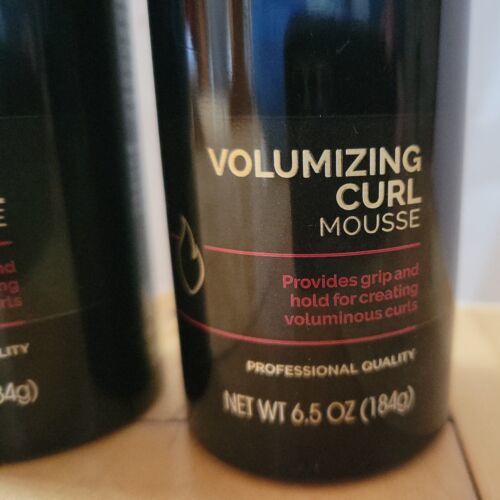 VOLUMIZING
CURL
MOUSSE
Provides grip and
hold for creating
voluminous curls
PROFESSIONAL QUALITY
NET WT 6.5 OZ (184g)